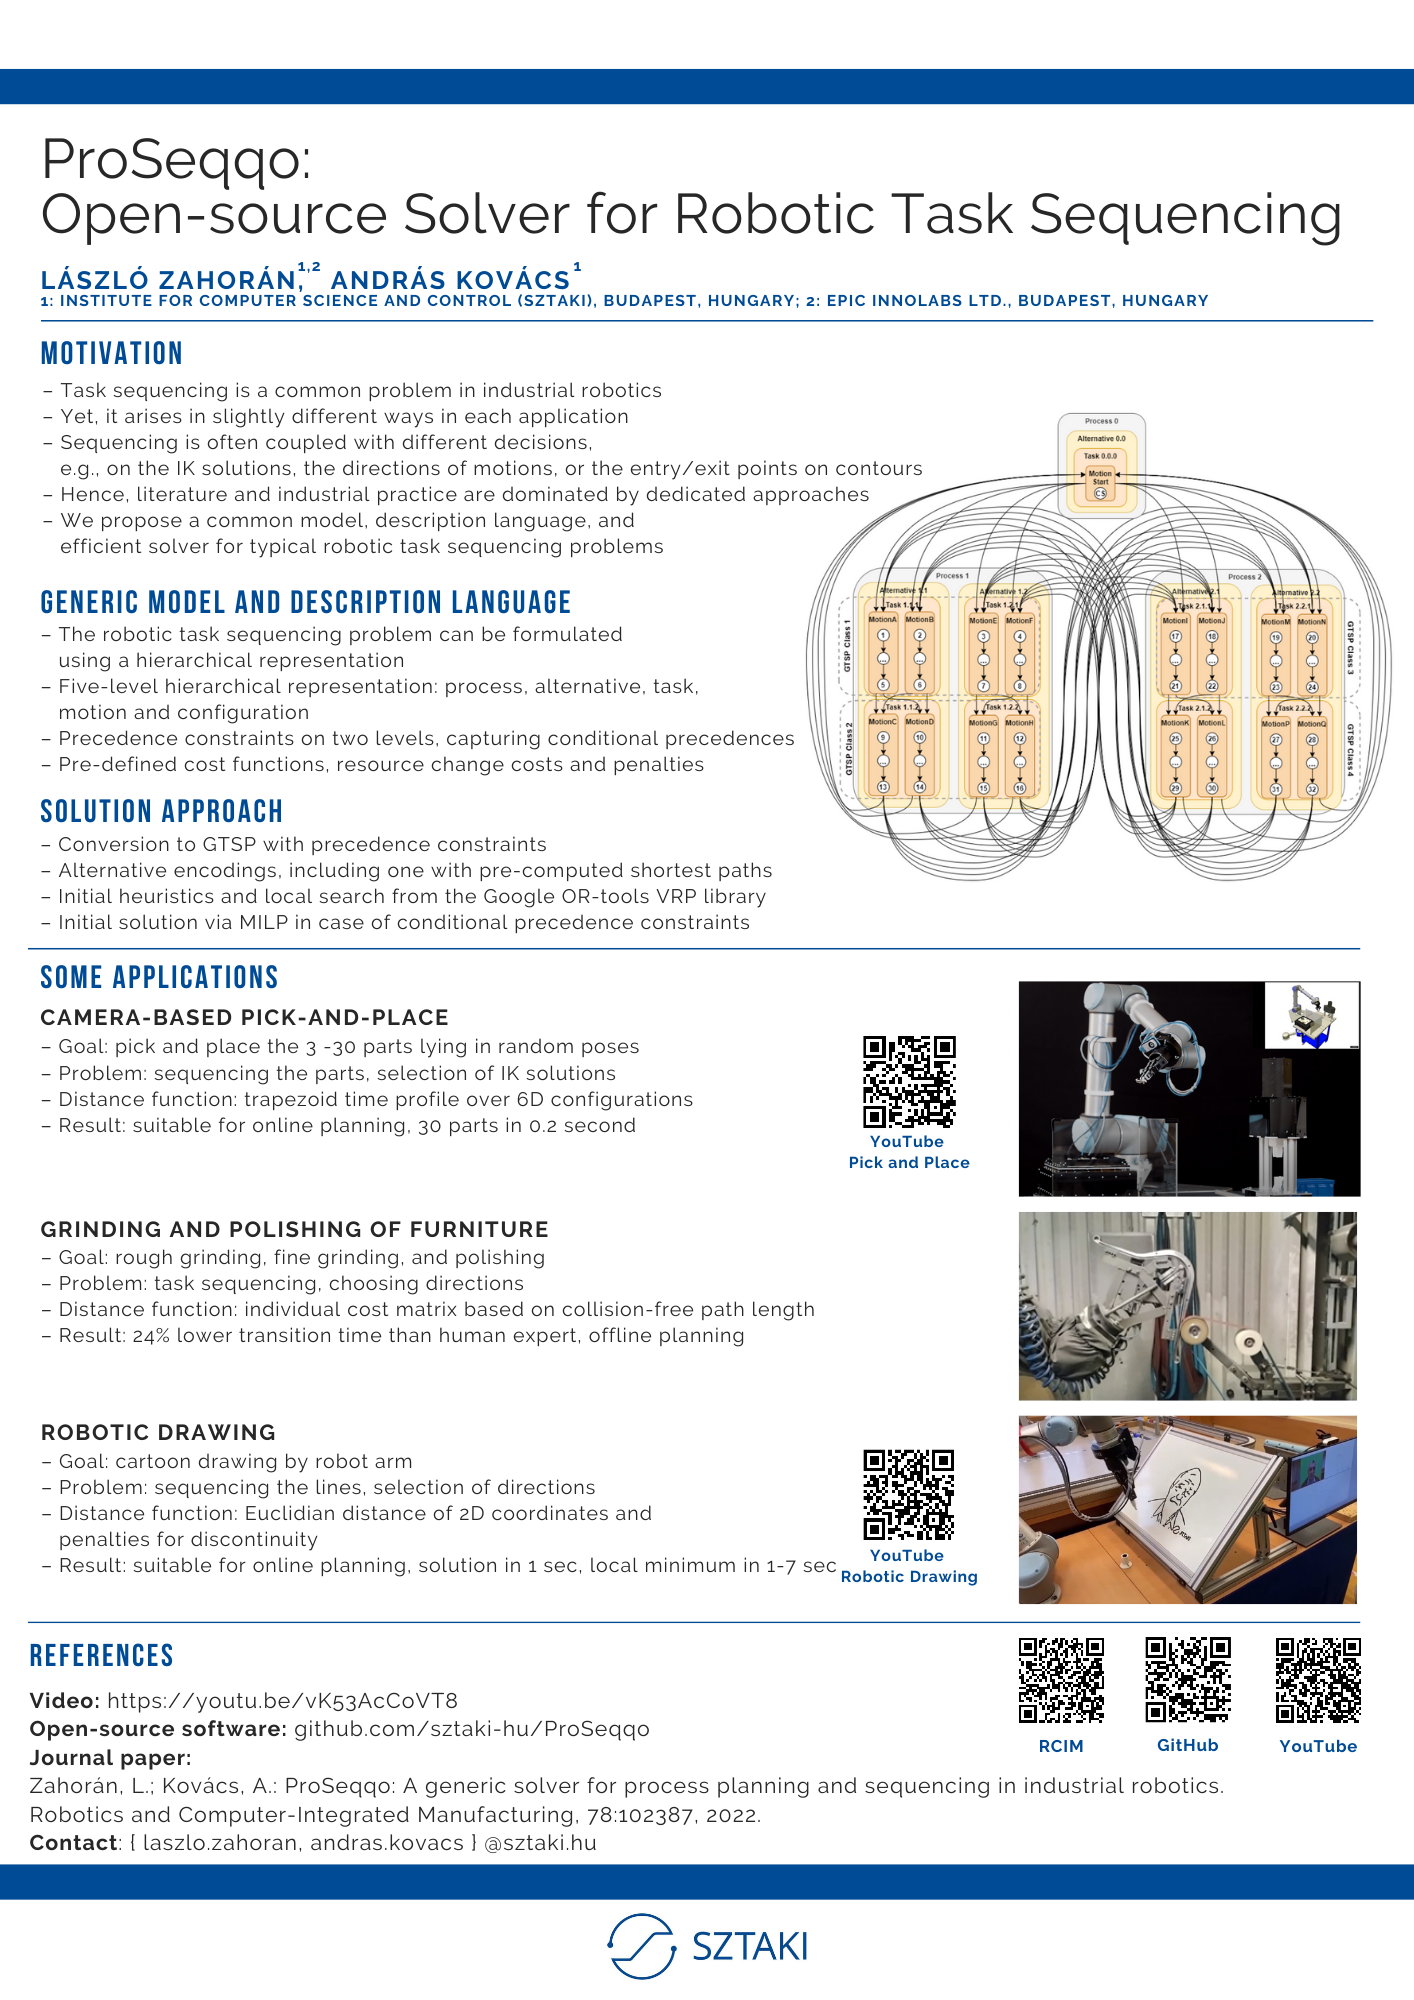 ProSeqqo:
Open-source Solver for Robotic Task Sequencing
LÁSZLÓ ZAHORÁN,1,2 ANDRÁS KOVÁCS1
1: INSTITUTE FOR COMPUTER SCIENCE AND CONTROL (SZTAKI), BUDAPEST, HUNGARY; 2: EPIC INNOLABS LTD., BUDAPEST, HUNGARY
MOTIVATION
– Task sequencing is a common problem in industrial robotics
– Yet, it arises in slightly different ways in each application
– Sequencing is often coupled with different decisions,
e.g., on the IK solutions, the directions of motions, or the entry/exit points on contours
– Hence, literature and industrial practice are dominated by dedicated approaches
– We propose a common model, description language, and
efficient solver for typical robotic task sequencing problems
GENERIC MODEL AND DESCRIPTION LANGUAGE
– The robotic task sequencing problem can be formulated
using a hierarchical representation
– Five-level hierarchical representation: process, alternative, task,
motion and configuration
– Precedence constraints on two levels, capturing conditional precedences
– Pre-defined cost functions, resource change costs and penalties
SOLUTION APPROACH
– Conversion to GTSP with precedence constraints
– Alternative encodings, including one with pre-computed shortest paths
– Initial heuristics and local search from the Google OR-tools VRP library
– Initial solution via MILP in case of conditional precedence constraints
Process 0
Alternative 0.0
Task 0.0.0
Motion
Start
CS
Process 1 Process 2
Alternative 1.1 Alternative 1.2 Alternative 2.1 Alternative 2.2
Task 1.1.1 Task 1.2.1 Task 2.1.1 Task 2.2.1
MotionA MotionB MotionE MotionF MotionI MotionJ MotionM MotionN
1 2 3 4 17 18 19 20
... ... ... ... ... ... ... ...
5 6 7 8 21 22 23 24
GTSP Class 1
GTSP Class 3
Task 1.1.2 Task 1.2.2 Task 2.1.2 Task 2.2.2
MotionC MotionD MotionG MotionH MotionK MotionL MotionP MotionQ
9 10 11 12 25 26 27 28
... ... ... ... ... ... ... ...
13 14 15 16 29 30 31 32
GTSP Class 2
GTSP Class 4
SOME APPLICATIONS
CAMERA-BASED PICK-AND-PLACE
– Goal: pick and place the 3 -30 parts lying in random poses
– Problem: sequencing the parts, selection of IK solutions
– Distance function: trapezoid time profile over 6D configurations
– Result: suitable for online planning, 30 parts in 0.2 second
YouTube
Pick and Place
GRINDING AND POLISHING OF FURNITURE
– Goal: rough grinding, fine grinding, and polishing
– Problem: task sequencing, choosing directions
– Distance function: individual cost matrix based on collision-free path length
– Result: 24% lower transition time than human expert, offline planning
ROBOTIC DRAWING
– Goal: cartoon drawing by robot arm
– Problem: sequencing the lines, selection of directions
– Distance function: Euclidian distance of 2D coordinates and
penalties for discontinuity
– Result: suitable for online planning, solution in 1 sec, local minimum in 1-7 sec
YouTube
Robotic Drawing
REFERENCES
Video: https://youtu.be/vK53AcCoVT8
Open-source software: github.com/sztaki-hu/ProSeqqo
Journal paper:
Zahorán, L.; Kovács, A.: ProSeqqo: A generic solver for process planning and sequencing in industrial robotics.
Robotics and Computer-Integrated Manufacturing, 78:102387, 2022.
Contact: { laszlo.zahoran, andras.kovacs } @sztaki.hu
RCIM
GitHub
YouTube
SZTAKI